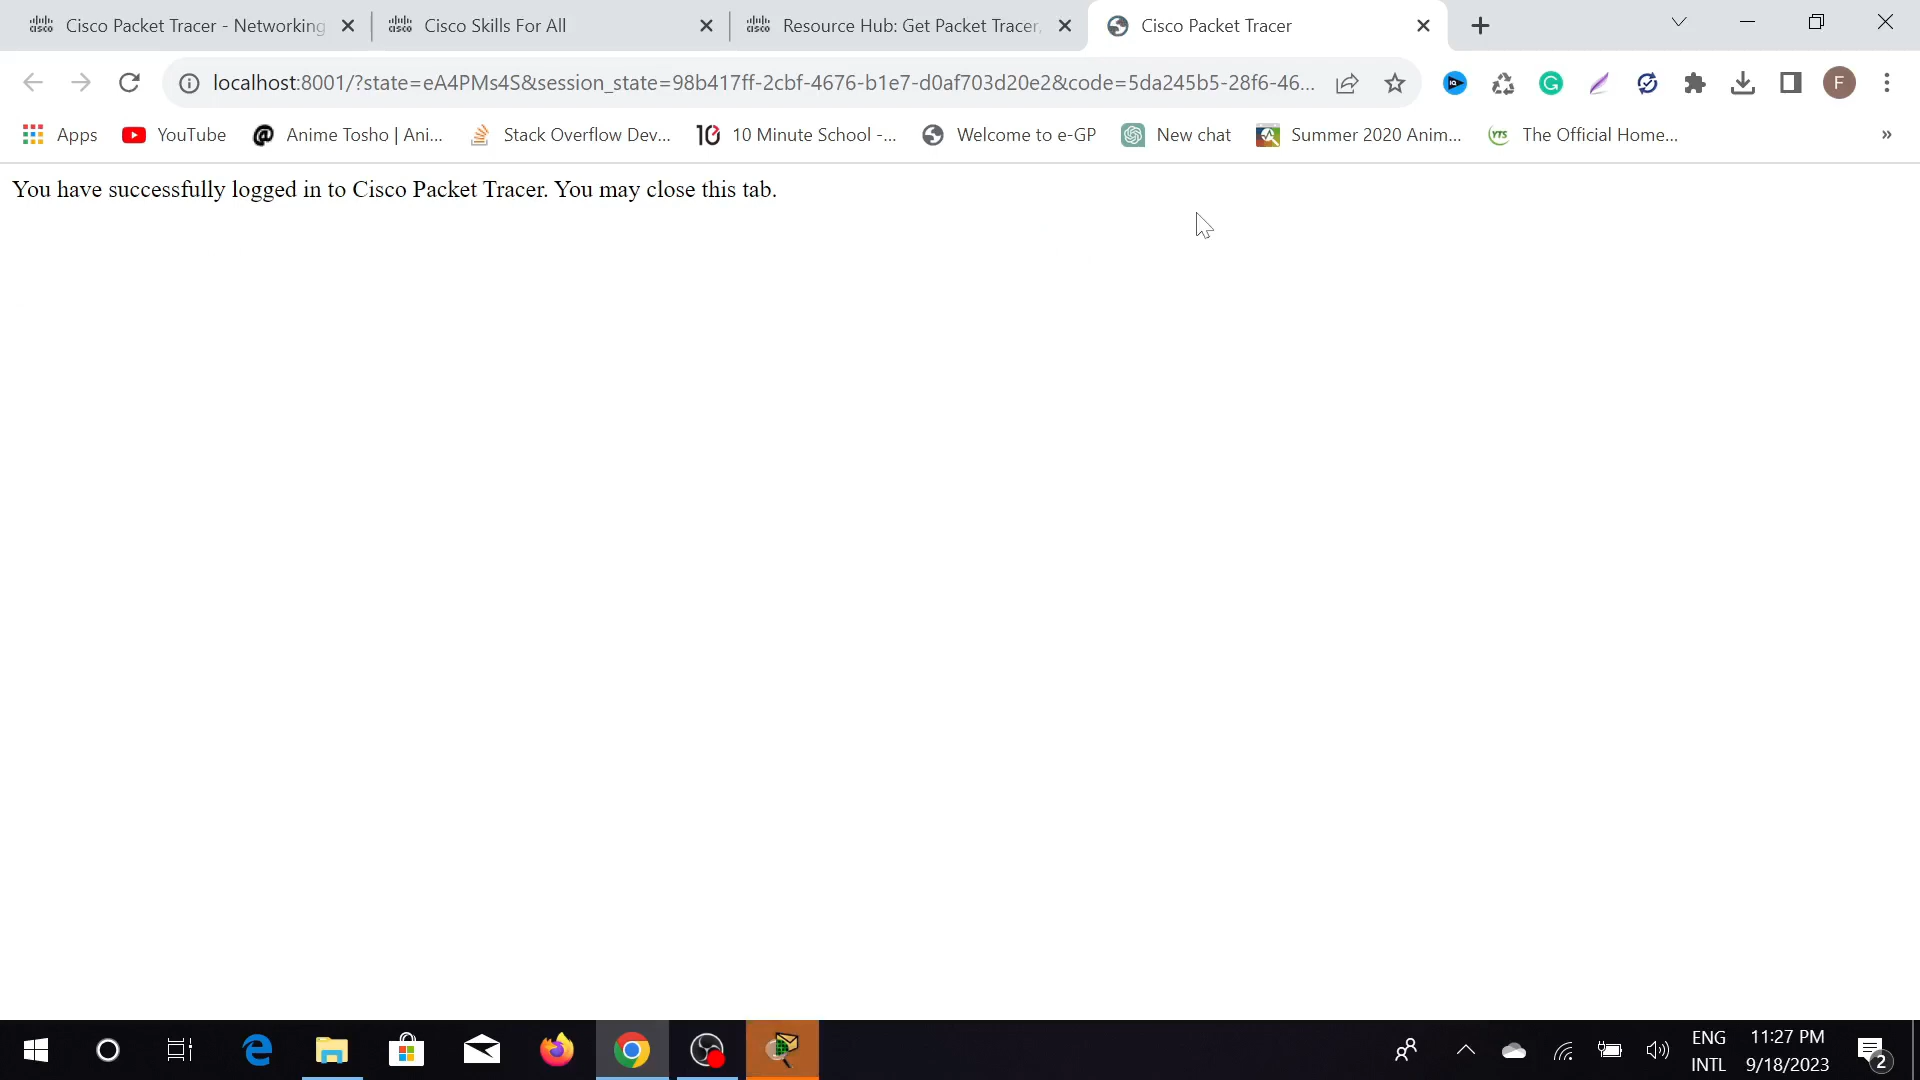 Cisco Packet Tracer - Networking
Cisco Skills For All
Resource Hub: Get Packet Tracer,
Cisco Packet Tracer
localhost:8001/?state=eA4PMs4S&session_state=98b417ff-2cbf-4676-b1e7-d0af703d20e2&code=5da245b5-28f6-46...
F
Apps
YouTube
Anime Tosho | Ani...
Stack Overflow Dev...
10 Minute School -...
Welcome to e-GP
New chat
Summer 2020 Anim...
The Official Home...
»
You have successfully logged in to Cisco Packet Tracer. You may close this tab.
ENG
INTL
11:27 PM
9/18/2023
2